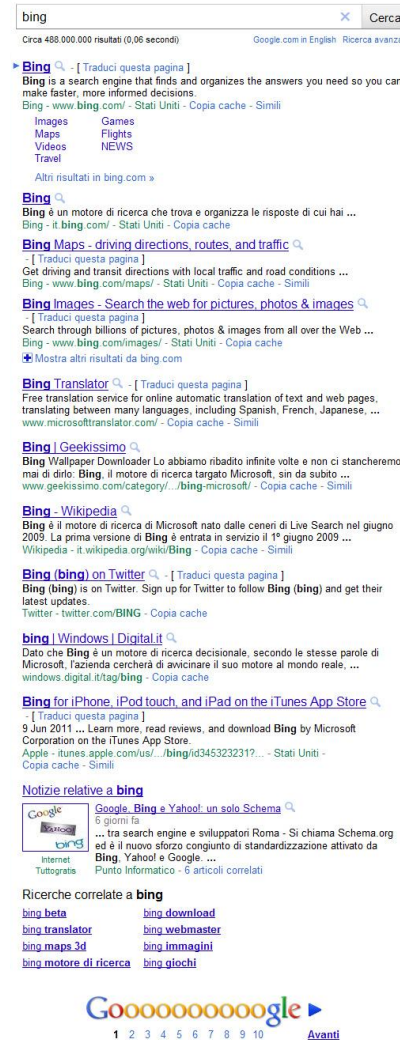 bing
Cerca
Circa 488.000.000 risultati (0,06 secondi) Google.com in English Ricerca avanza
Bing - [ Traduci questa pagina ]
Bing is a search engine that finds and organizes the answers you need so you can
make faster, more informed decisions.
Bing - www.bing.com/ - Stati Uniti - Copia cache - Simili
Images Games
Maps Flights
Videos NEWS
Travel
Altri risultati in bing.com »
Bing
Bing è un motore di ricerca che trova e organizza le risposte di cui hai ...
Bing - it.bing.com/ - Stati Uniti - Copia cache
Bing Maps - driving directions, routes, and traffic
- [ Traduci questa pagina ]
Get driving and transit directions with local traffic and road conditions ...
Bing - www.bing.com/maps/ - Stati Uniti - Copia cache - Simili
Bing Images - Search the web for pictures, photos & images
- [ Traduci questa pagina ]
Search through billions of pictures, photos & images from all over the Web ...
Bing - www.bing.com/images/ - Stati Uniti - Copia cache
Mostra altri risultati da bing.com
Bing Translator - [ Traduci questa pagina ]
Free translation service for online automatic translation of text and web pages,
translating between many languages, including Spanish, French, Japanese, ...
www.microsofttranslator.com/ - Copia cache - Simili
Bing | Geekissimo
Bing Wallpaper Downloader Lo abbiamo ribadito infinite volte e non ci stancheremo
mai di dirlo: Bing, il motore di ricerca targato Microsoft, sin da subito ...
www.geekissimo.com/category/.../bing-microsoft/ - Copia cache - Simili
Bing - Wikipedia
Bing è il motore di ricerca di Microsoft nato dalle ceneri di Live Search nel giugno
2009. La prima versione di Bing è entrata in servizio il 1º giugno 2009 ...
Wikipedia - it.wikipedia.org/wiki/Bing - Copia cache - Simili
Bing (bing) on Twitter - [ Traduci questa pagina ]
Bing (bing) is on Twitter. Sign up for Twitter to follow Bing (bing) and get their
latest updates.
Twitter - twitter.com/BING - Copia cache - Simili
bing | Windows | Digital.it
Dato che Bing è un motore di ricerca decisionale, secondo le stesse parole di
Microsoft, l'azienda cercherà di avvicinare il suo motore al mondo reale, ...
windows.digital.it/tag/bing - Copia cache
Bing for iPhone, iPod touch, and iPad on the iTunes App Store
- [ Traduci questa pagina ]
9 Jun 2011 ... Learn more, read reviews, and download Bing by Microsoft
Corporation on the iTunes App Store.
Apple - itunes.apple.com/us/.../bing/id345323231?... - Stati Uniti -
Copia cache - Simili
Notizie relative a bing
Google, Bing e Yahoo!: un solo Schema
6 giorni fa
... tra search engine e sviluppatori Roma - Si chiama Schema.org
ed è il nuovo sforzo congiunto di standardizzazione attivato da
Bing, Yahoo! e Google. ...
Punto Informatico - 6 articoli correlati
Google
YAHOO!
bing
Internet
Tuttogratis
Ricerche correlate a bing
bing beta bing download
bing translator bing webmaster
bing maps 3d bing immagini
bing motore di ricerca bing giochi
Goooooooooogle
1 2 3 4 5 6 7 8 9 10 Avanti